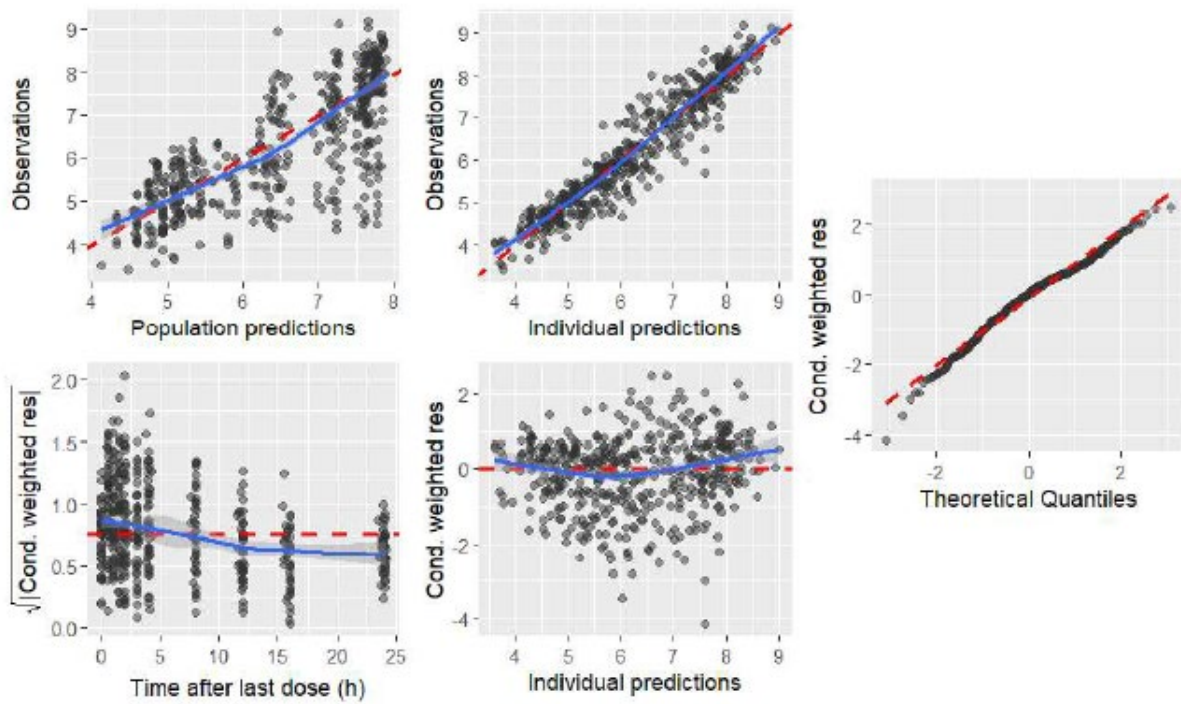 Observations
9
8
7
6
5
4
4 5 6 7 8
Population predictions
Observations
9
8
7
6
5
4
4 5 6 7 8 9
Individual predictions
Cond. weighted res
2
0
-2
-4
-2 0 2
Theoretical Quantiles
√|Cond. weighted res|
2.0
1.5
1.0
0.5
0.0
0 5 10 15 20 25
Time after last dose (h)
Cond. weighted res
2
0
-2
-4
4 5 6 7 8 9
Individual predictions